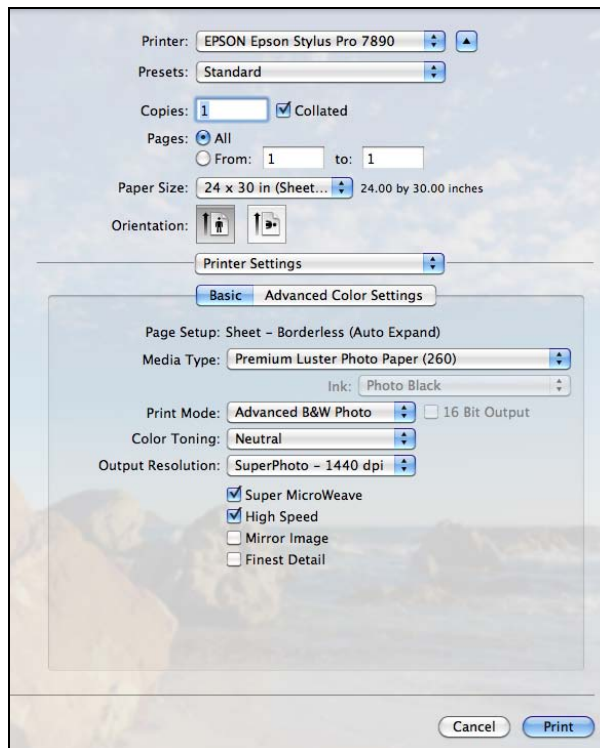 Printer: EPSON Epson Stylus Pro 7890
Presets: Standard
Copies: 1 Collated
Pages: All
From: 1 to: 1
Paper Size: 24 x 30 in (Sheet... 24.00 by 30.00 inches
Orientation:
Printer Settings
Basic Advanced Color Settings
Page Setup: Sheet - Borderless (Auto Expand)
Media Type: Premium Luster Photo Paper (260)
Ink: Photo Black
Print Mode: Advanced B&W Photo 16 Bit Output
Color Toning: Neutral
Output Resolution: SuperPhoto - 1440 dpi
Super MicroWeave
High Speed
Mirror Image
Finest Detail
Cancel Print